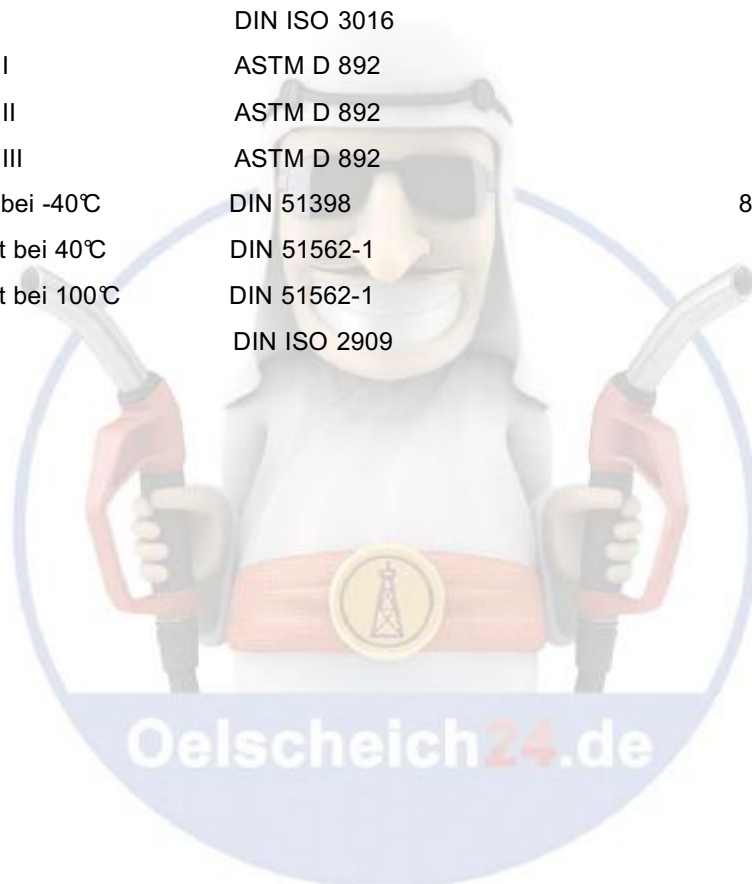 DIN ISO 3016
I ASTM D 892
II ASTM D 892
III ASTM D 892
bei -40°C DIN 51398 8
t bei 40°C DIN 51562-1
t bei 100°C DIN 51562-1
DIN ISO 2909
Oelscheich24.de